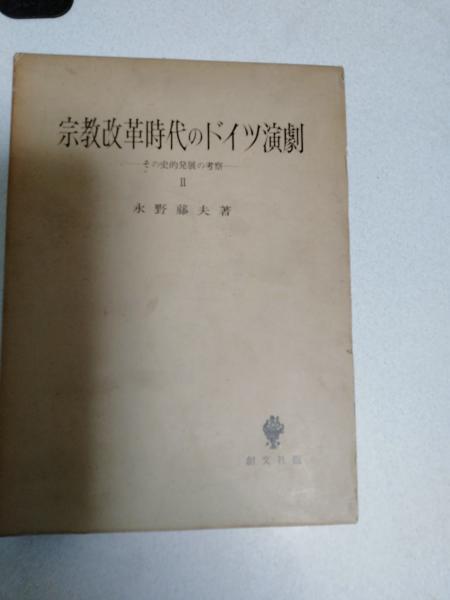 宗教改革時代のドイツ演劇
――その史的発展の考察――
II
永野藤夫著
創文社版